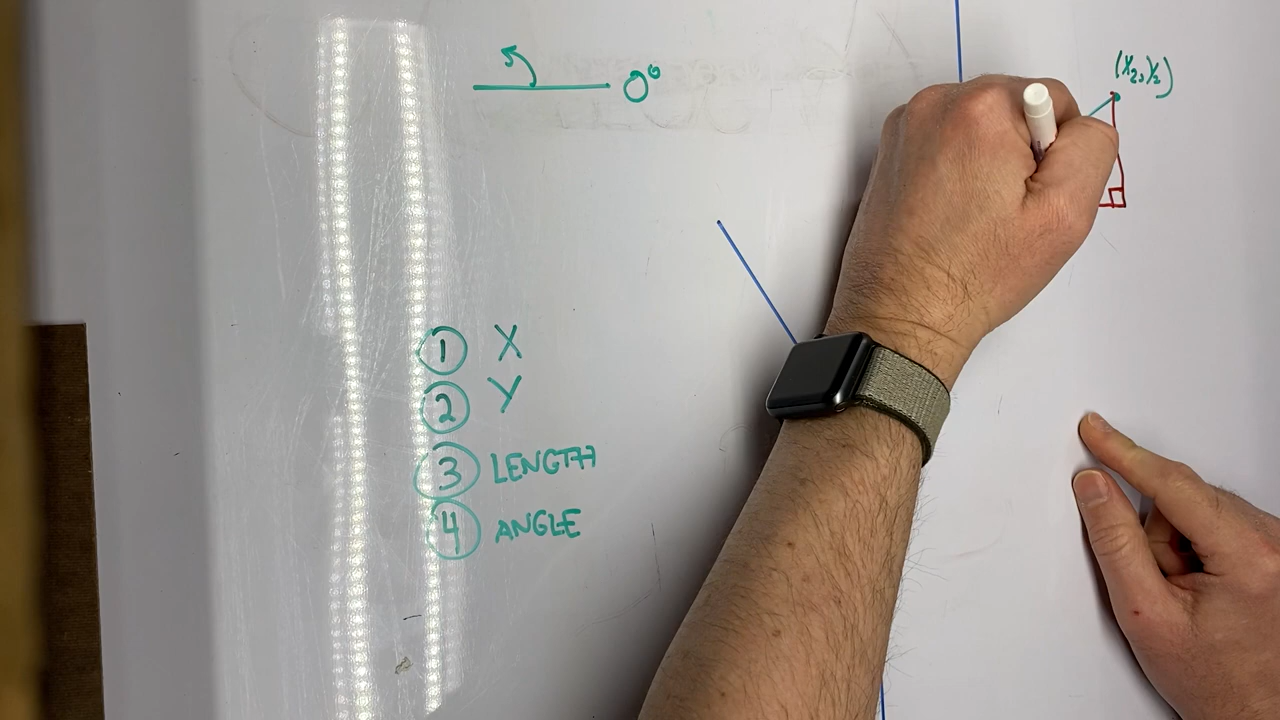 0°
(X₂, Y₂)
① X
② Y
③ LENGTH
④ ANGLE